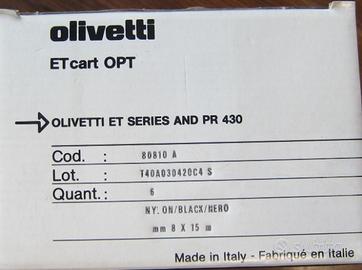 olivetti
ETcart OPT
OLIVETTI ET SERIES AND PR 430
Cod. : 80810 A
Lot. : T40A030420C4 S
Quant. : 6
NY.ON/BLACK/NERO
mm 8 X 15 m
Made in Italy - Fabriqué en Italie